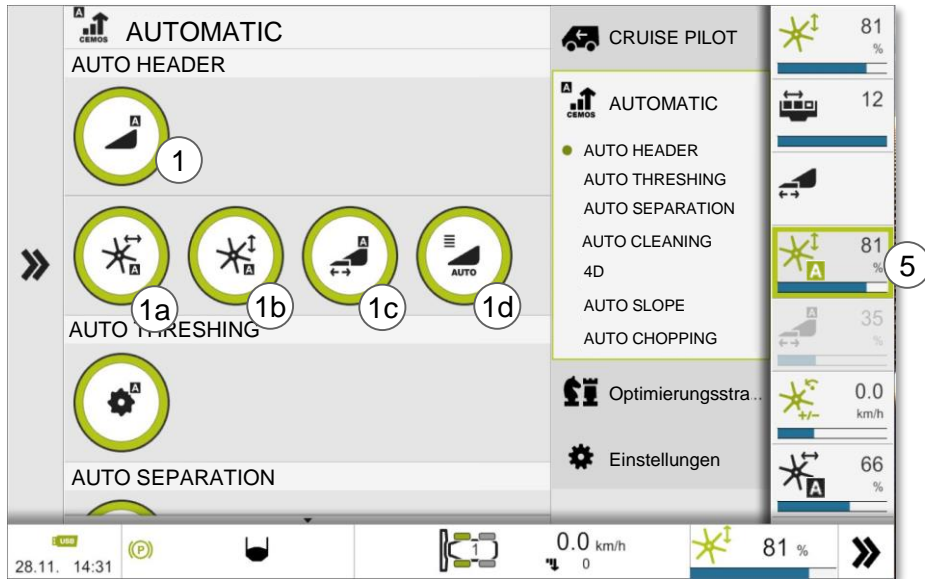 A
CEMOS
AUTOMATIC
AUTO HEADER
A
1
A
A
A
AUTO
1a
1b
1c
1d
AUTO THRESHING
A
AUTO SEPARATION
CRUISE PILOT
A
CEMOS
AUTOMATIC
AUTO HEADER
AUTO THRESHING
AUTO SEPARATION
AUTO CLEANING
4D
AUTO SLOPE
AUTO CHOPPING
Optimierungsstra...
Einstellungen
81
%
12
A
81
%
5
A
35
%
+/-
0.0
km/h
A
66
%
USB
28.11. 14:31
(P)
1
0.0 km/h
0
81 %